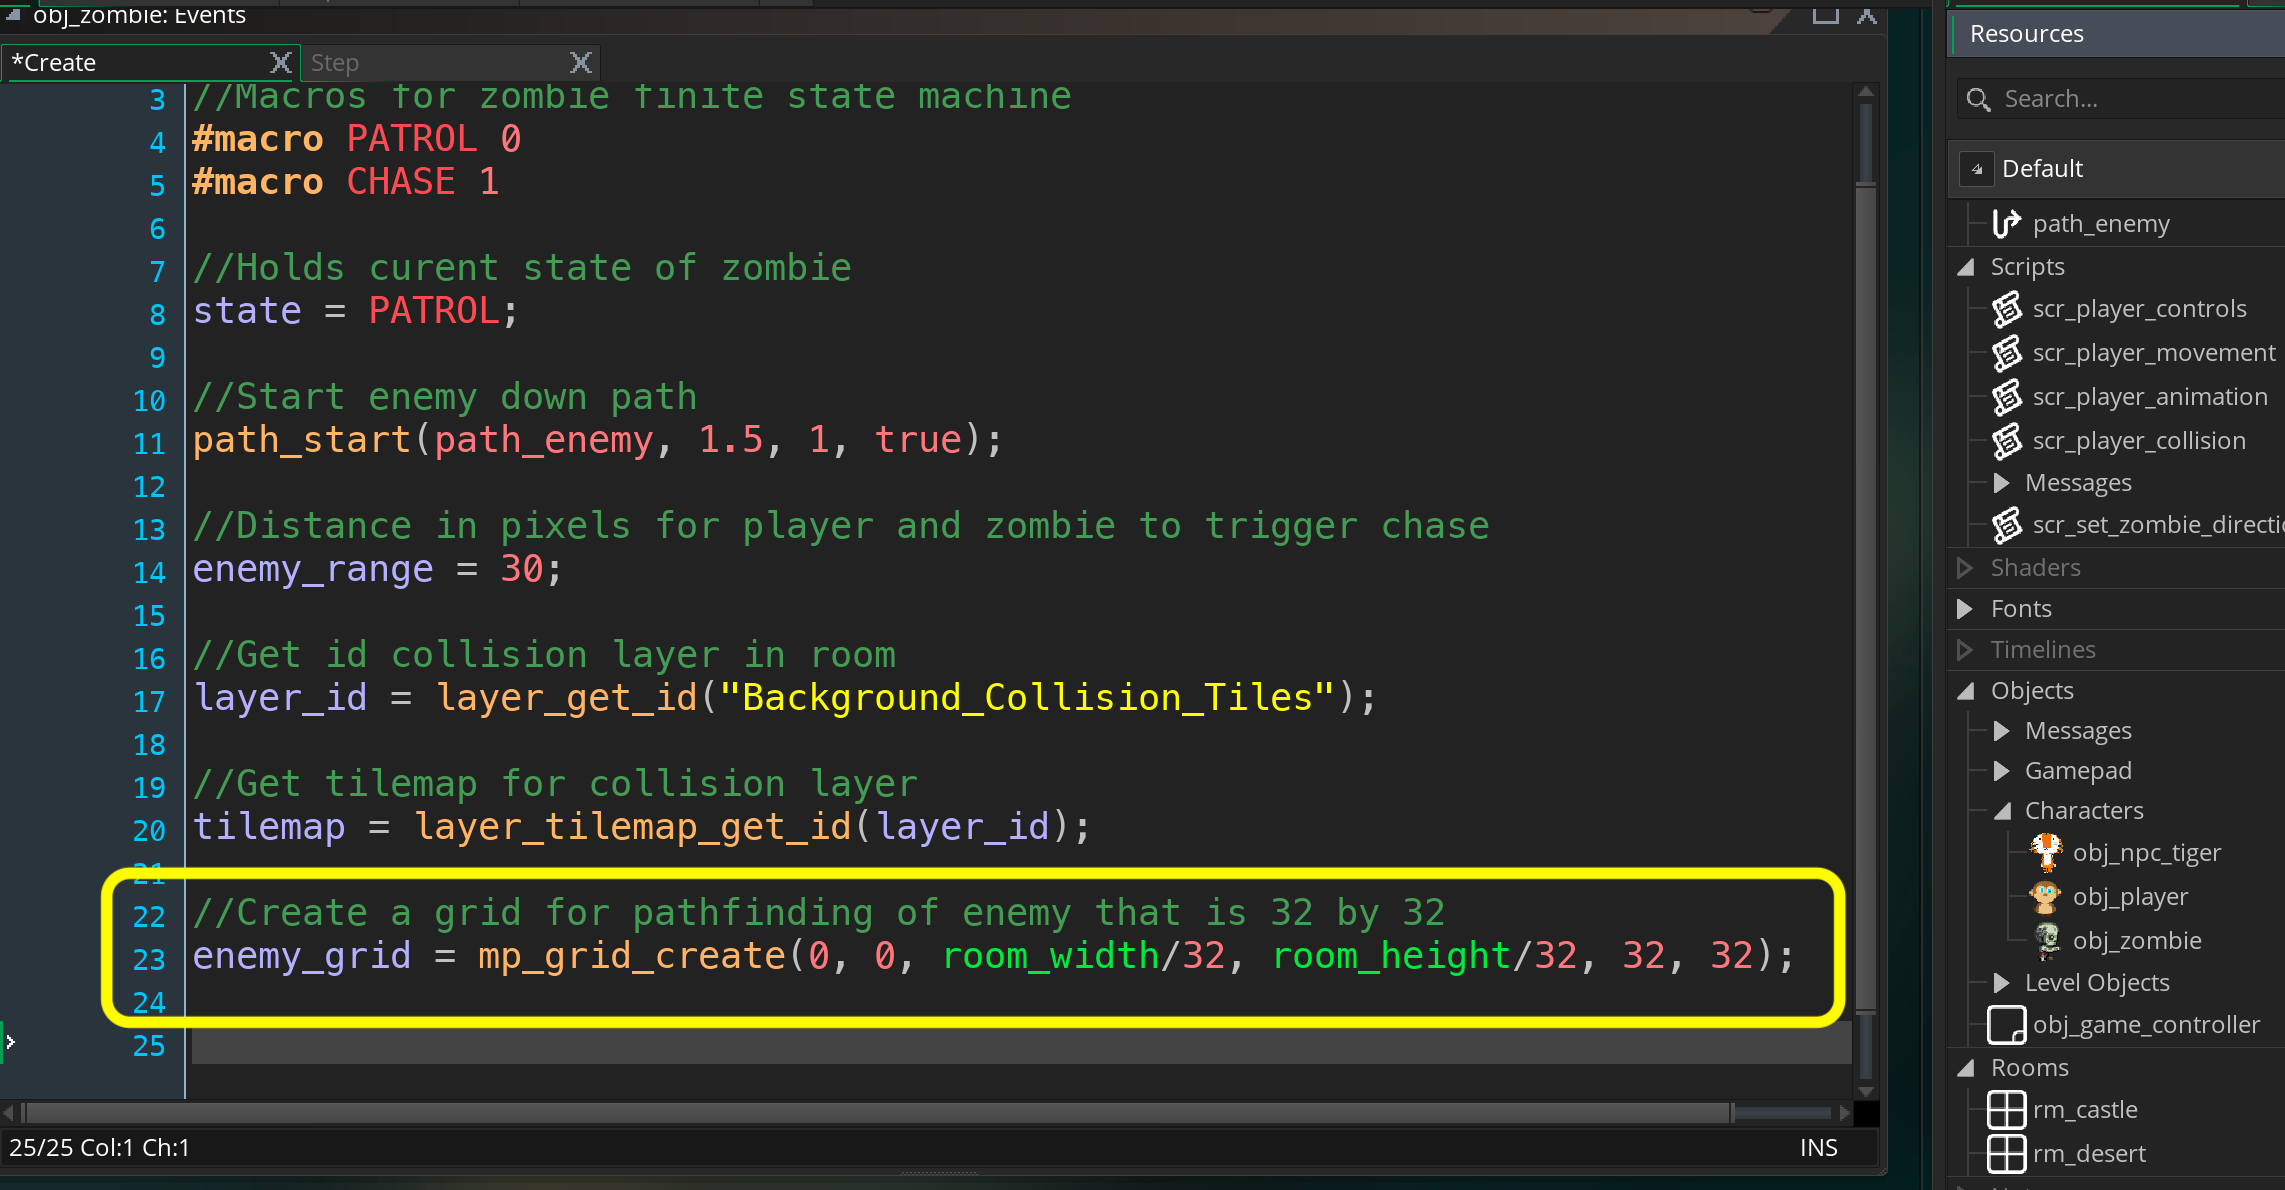 obj_zombie: Events
*Create
Step
3 //Macros for zombie finite state machine
4 #macro PATROL 0
5 #macro CHASE 1
6
7 //Holds curent state of zombie
8 state = PATROL;
9
10 //Start enemy down path
11 path_start(path_enemy, 1.5, 1, true);
12
13 //Distance in pixels for player and zombie to trigger chase
14 enemy_range = 30;
15
16 //Get id collision layer in room
17 layer_id = layer_get_id("Background_Collision_Tiles");
18
19 //Get tilemap for collision layer
20 tilemap = layer_tilemap_get_id(layer_id);
21
22 //Create a grid for pathfinding of enemy that is 32 by 32
23 enemy_grid = mp_grid_create(0, 0, room_width/32, room_height/32, 32, 32);
24
25
25/25 Col:1 Ch:1
INS
Resources
Search...
Default
path_enemy
Scripts
scr_player_controls
scr_player_movement
scr_player_animation
scr_player_collision
Messages
scr_set_zombie_directi
Shaders
Fonts
Timelines
Objects
Messages
Gamepad
Characters
obj_npc_tiger
obj_player
obj_zombie
Level Objects
obj_game_controller
Rooms
rm_castle
rm_desert